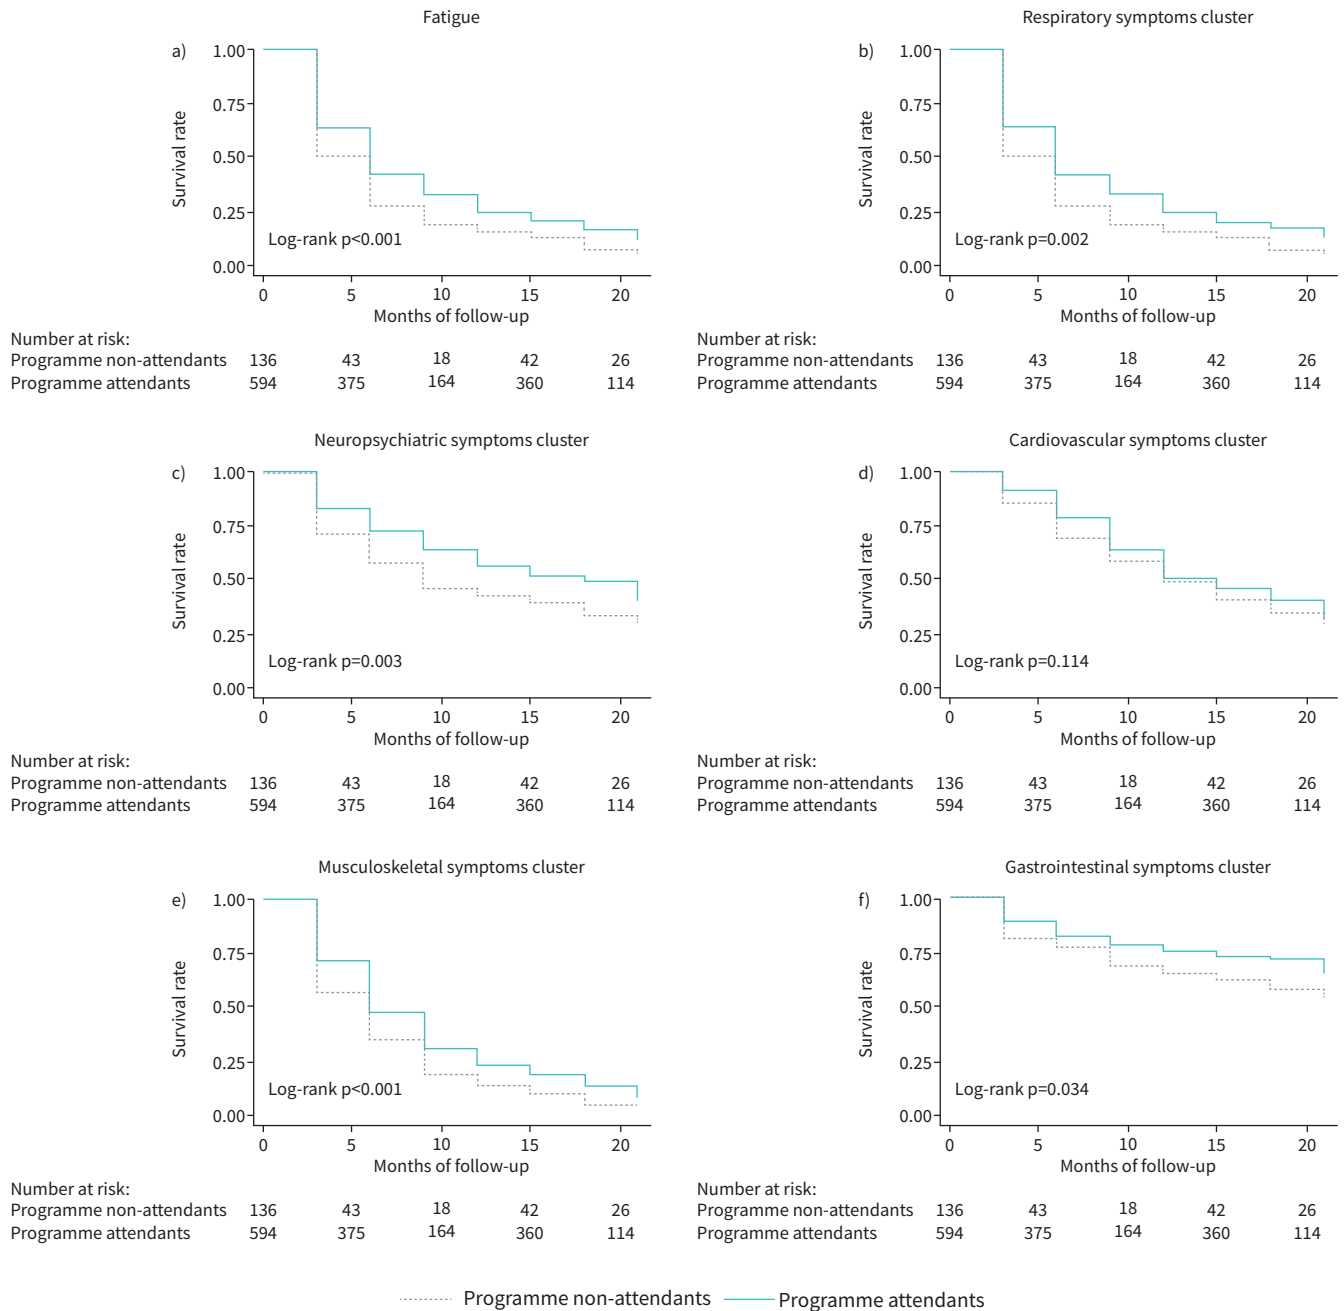 Fatigue
a)
1.00
0.75
0.50
0.25
0.00
Survival rate
Log-rank p<0.001
0 5 10 15 20
Months of follow-up
Number at risk:
Programme non-attendants 136 43 18 42 26
Programme attendants 594 375 164 360 114
Respiratory symptoms cluster
b)
1.00
0.75
0.50
0.25
0.00
Survival rate
Log-rank p=0.002
0 5 10 15 20
Months of follow-up
Number at risk:
Programme non-attendants 136 43 18 42 26
Programme attendants 594 375 164 360 114
Neuropsychiatric symptoms cluster
c)
1.00
0.75
0.50
0.25
0.00
Survival rate
Log-rank p=0.003
0 5 10 15 20
Months of follow-up
Number at risk:
Programme non-attendants 136 43 18 42 26
Programme attendants 594 375 164 360 114
Cardiovascular symptoms cluster
d)
1.00
0.75
0.50
0.25
0.00
Survival rate
Log-rank p=0.114
0 5 10 15 20
Months of follow-up
Number at risk:
Programme non-attendants 136 43 18 42 26
Programme attendants 594 375 164 360 114
Musculoskeletal symptoms cluster
e)
1.00
0.75
0.50
0.25
0.00
Survival rate
Log-rank p<0.001
0 5 10 15 20
Months of follow-up
Number at risk:
Programme non-attendants 136 43 18 42 26
Programme attendants 594 375 164 360 114
Gastrointestinal symptoms cluster
f)
1.00
0.75
0.50
0.25
0.00
Survival rate
Log-rank p=0.034
0 5 10 15 20
Months of follow-up
Number at risk:
Programme non-attendants 136 43 18 42 26
Programme attendants 594 375 164 360 114
Programme non-attendants Programme attendants